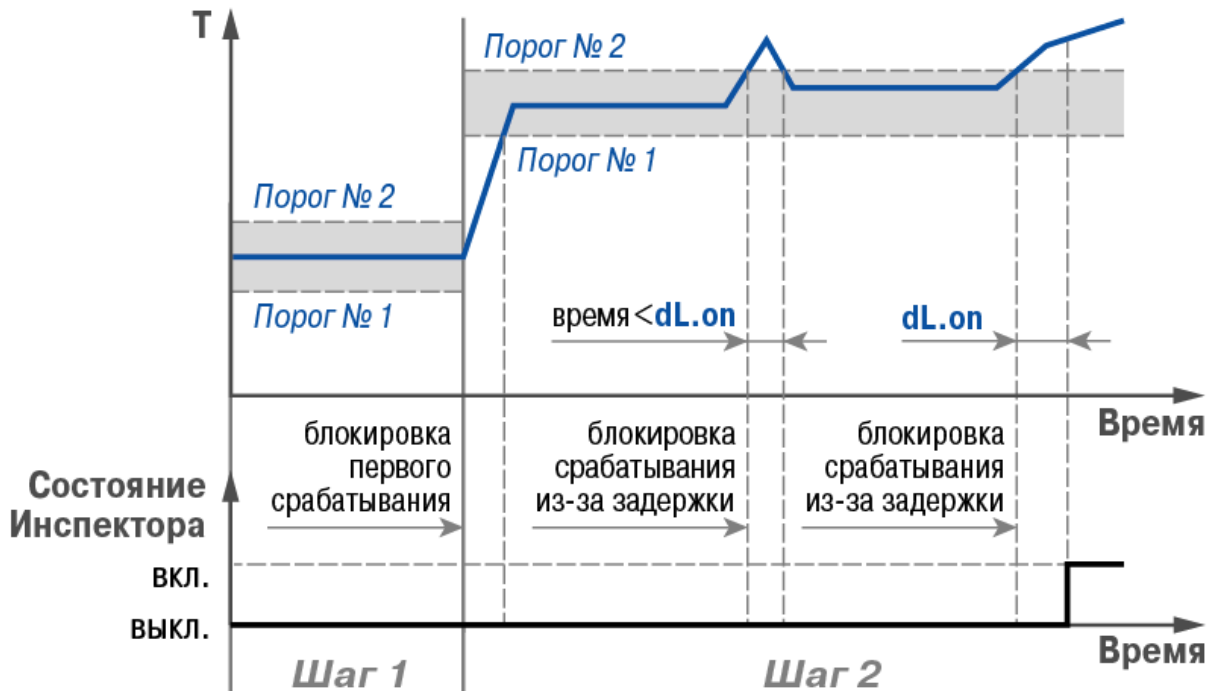 T
Порог № 2
Порог № 2
Порог № 1
Порог № 1
время < dL.on
dL.on
Время
блокировка
первого
срабатывания
блокировка
срабатывания
из-за задержки
блокировка
срабатывания
из-за задержки
Состояние
Инспектора
ВКЛ.
ВЫКЛ.
Время
Шаг 1
Шаг 2